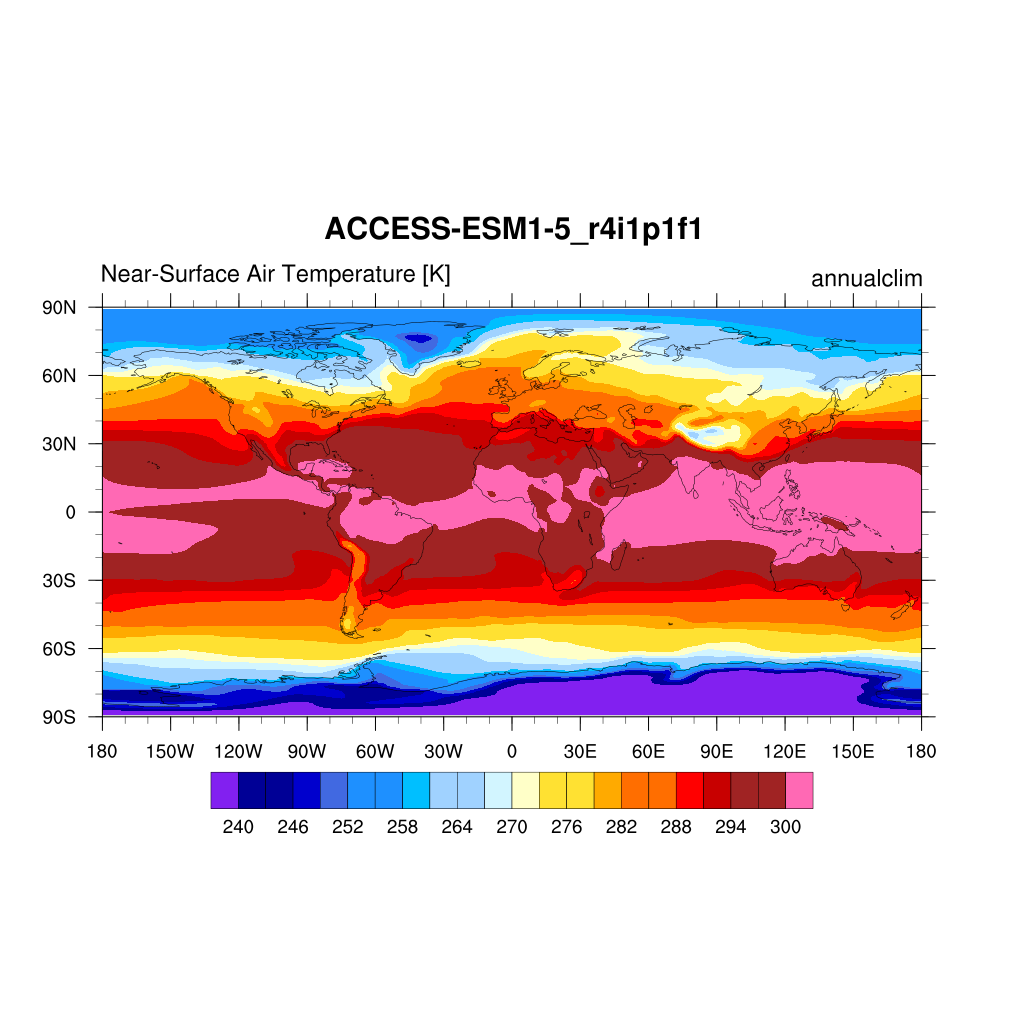 ACCESS-ESM1-5_r4i1p1f1
Near-Surface Air Temperature [K] annualclim
90N
60N
30N
0
30S
60S
90S
180 150W 120W 90W 60W 30W 0 30E 60E 90E 120E 150E 180
240 246 252 258 264 270 276 282 288 294 300